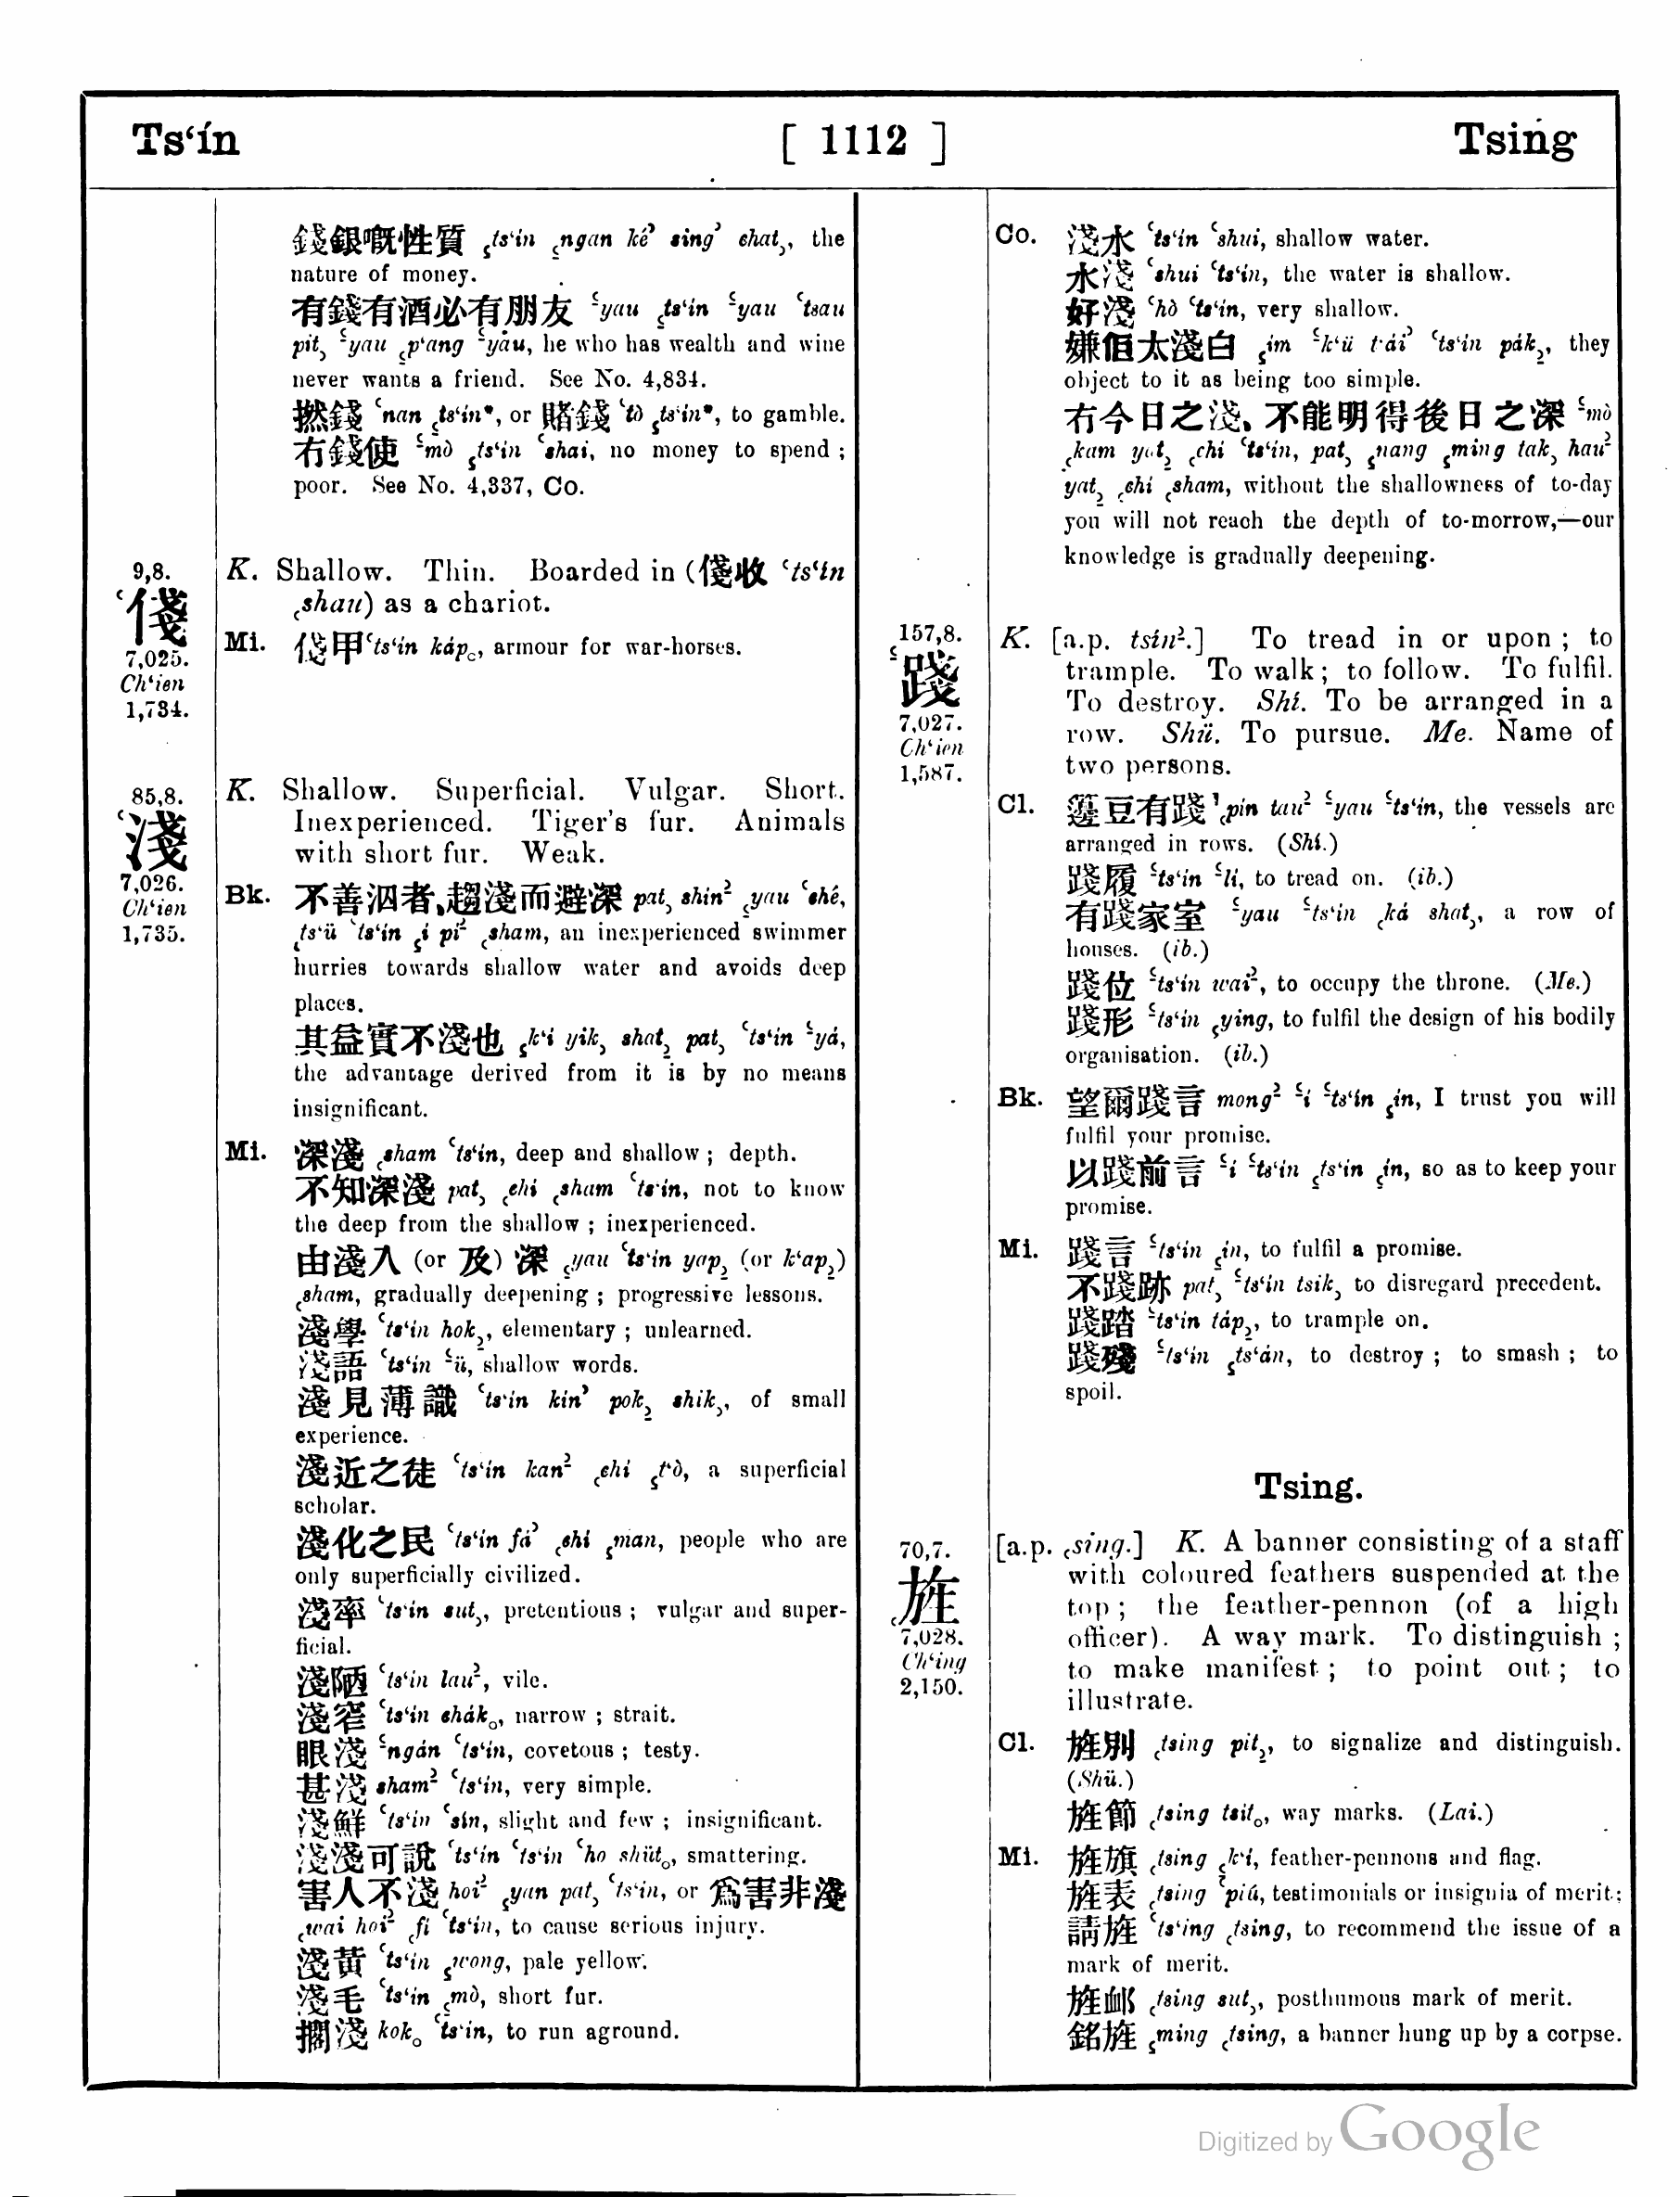 Ts‘ín
[ 1112 ]
Tsing
錢銀嘅性質 ꜁ts‘in ꜁ngan ké꜄ sing꜄ chat꜆, the
nature of money.
有錢有酒必有朋友 ꜃yau ꜁ts‘in ꜃yau ꜂tsau
pit꜆ ꜃yau ꜁p‘ang ꜃yau, he who has wealth and wine
never wants a friend. See No. 4,834.
撚錢 ꜂nan ꜁ts‘in*, or 賭錢 ꜂tò ꜁ts‘in*, to gamble.
冇錢使 ꜃mò ꜁ts‘in ꜂shai, no money to spend ;
poor. See No. 4,337, Co.
9,8.
꜂俴
7,025.
Ch‘ien
1,734.
K. Shallow. Thin. Boarded in (俴收 ꜂ts‘ín
꜀shau) as a chariot.
Mi. 俴甲 ꜂ts‘ín káp꜀, armour for war-horses.
85,8.
꜂淺
7,026.
Ch‘ien
1,735.
K. Shallow. Superficial. Vulgar. Short.
Inexperienced. Tiger's fur. Animals
with short fur. Weak.
Bk. 不善泅者、趨淺而避深 pat꜆ shin꜅ ꜁yau ꜂ché,
꜀ts‘ü ꜂ts‘in ꜁í pí꜅ ꜀sham, an inexperienced swimmer
hurries towards shallow water and avoids deep
places.
其益實不淺也 ꜁k‘i yik꜆ shat꜇ pat꜆ ꜂ts‘in ꜃yá,
the advantage derived from it is by no means
insignificant.
Mi. 深淺 ꜀sham ꜂ts‘in, deep and shallow ; depth.
不知深淺 pat꜆ ꜀chi ꜀sham ꜂ts‘in, not to know
the deep from the shallow ; inexperienced.
由淺入 (or 及) 深 ꜁yau ꜂ts‘in yap꜇ (or k‘ap꜇)
꜀sham, gradually deepening ; progressive lessons.
淺學 ꜂ts‘in hok꜇, elementary ; unlearned.
淺語 ꜂ts‘in ꜃ü, shallow words.
淺見薄識 ꜂ts‘in kin꜄ pok꜇ shik꜆, of small
experience.
淺近之徒 ꜂ts‘in kan꜅ ꜀chi ꜁t‘ò, a superficial
scholar.
淺化之民 ꜂ts‘in fá꜄ ꜀chi ꜁man, people who are
only superficially civilized.
淺率 ꜂ts‘in sut꜆, pretentious ; vulgar and super-
ficial.
淺陋 ꜂ts‘in lau꜅, vile.
淺窄 ꜂ts‘in chákₒ, narrow ; strait.
眼淺 ꜃ngán ꜂ts‘in, covetous ; testy.
甚淺 sham꜅ ꜂ts‘in, very simple.
淺鮮 ꜂ts‘in ꜂sín, slight and few ; insignificant.
淺淺可說 ꜂ts‘in ꜂ts‘in ꜂ho shütₒ, smattering.
害人不淺 hoi꜅ ꜁yan pat꜆ ꜂ts‘in, or 爲害非淺
꜁wai hoi꜅ ꜀fi ꜂ts‘in, to cause serious injury.
淺黃 ꜂ts‘in ꜁wong, pale yellow.
淺毛 ꜂ts‘in ꜁mò, short fur.
擱淺 kokₒ ꜂ts‘in, to run aground.
Co. 淺水 ꜂ts‘in ꜂shui, shallow water.
水淺 ꜂shui ꜂ts‘in, the water is shallow.
好淺 ꜂hò ꜂ts‘in, very shallow.
嫌佢太淺白 ꜁im ꜃k‘ü t‘ái꜄ ꜂ts‘in pák꜇, they
object to it as being too simple.
冇今日之淺、不能明得後日之深 ꜃mò
꜀kam yat꜇ ꜀chi ꜂ts‘in, pat꜆ ꜁nang ꜁ming tak꜆ hau꜅
yat꜇ ꜀chi ꜀sham, without the shallowness of to-day
you will not reach the depth of to-morrow,—our
knowledge is gradually deepening.
157,8.
꜃踐
7,027.
Ch‘ien
1,587.
K. [a.p. tsín꜅.] To tread in or upon ; to
trample. To walk ; to follow. To fulfil.
To destroy. Shí. To be arranged in a
row. Shü. To pursue. Me. Name of
two persons.
Cl. 籩豆有踐 ꜀pin tau꜅ ꜃yau ꜃ts‘in, the vessels are
arranged in rows. (Shí.)
踐履 ꜃ts‘in ꜃lí, to tread on. (ib.)
有踐家室 ꜃yau ꜃ts‘in ꜀ká shat꜆, a row of
houses. (ib.)
踐位 ꜃ts‘in wai꜅, to occupy the throne. (Me.)
踐形 ꜃ts‘in ꜁ying, to fulfil the design of his bodily
organisation. (ib.)
Bk. 望爾踐言 mong꜅ ꜃i ꜃ts‘in ꜁in, I trust you will
fulfil your promise.
以踐前言 ꜃i ꜃ts‘in ꜁ts‘in ꜁in, so as to keep your
promise.
Mi. 踐言 ꜃ts‘in ꜁in, to fulfil a promise.
不踐跡 pat꜆ ꜃ts‘in tsik꜆ to disregard precedent.
踐踏 ꜃ts‘in táp꜇, to trample on.
踐殘 ꜃ts‘in ꜁ts‘án, to destroy ; to smash ; to
spoil.
Tsing.
70,7.
꜀旌
7,028.
Ch‘ing
2,150.
[a.p. ꜀sing.] K. A banner consisting of a staff
with coloured feathers suspended at the
top ; the feather-pennon (of a high
officer). A way mark. To distinguish ;
to make manifest ; to point out ; to
illustrate.
Cl. 旌別 ꜀tsing pit꜇, to signalize and distinguish.
(Shü.)
旌節 ꜀tsing tsitₒ, way marks. (Lai.)
Mi. 旌旗 ꜀tsing ꜁k‘i, feather-pennons and flag.
旌表 ꜀tsing ꜂piú, testimonials or insignia of merit.;
請旌 ꜂ts‘ing ꜀tsing, to recommend the issue of a
mark of merit.
旌卹 ꜀tsing sut꜆, posthumous mark of merit.
銘旌 ꜁ming ꜀tsing, a banner hung up by a corpse.
Digitized by Google